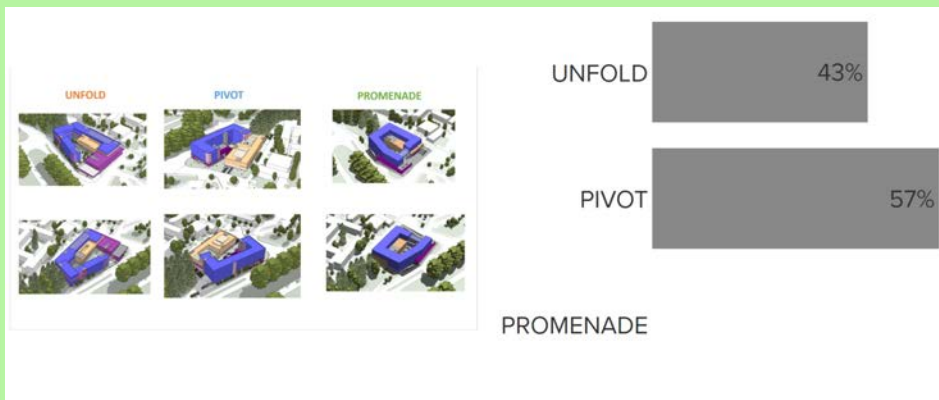 UNFOLD PIVOT PROMENADE
UNFOLD 43%
PIVOT 57%
PROMENADE